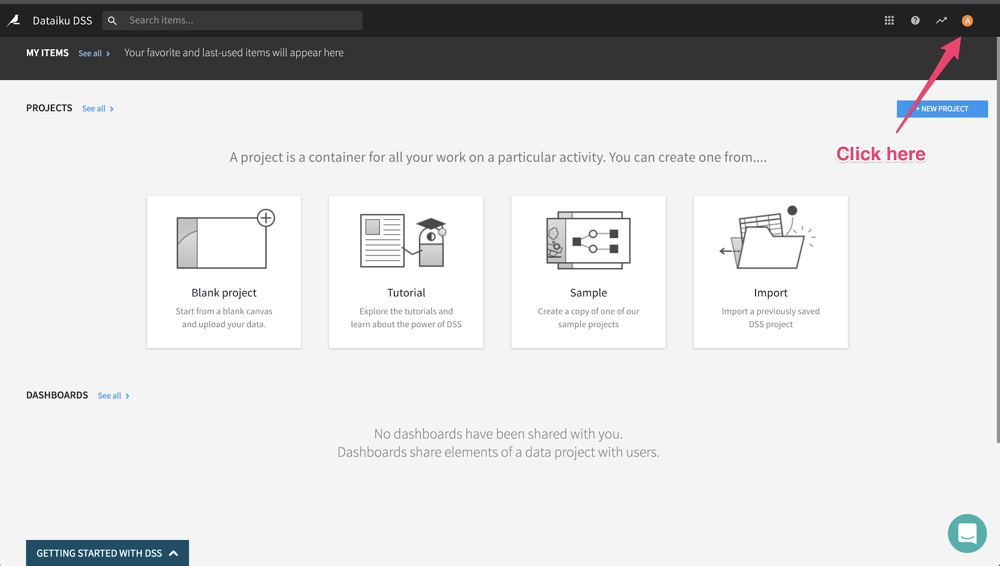 Dataiku DSS
Search items...
A
MY ITEMS See all Your favorite and last-used items will appear here
PROJECTS See all
+ NEW PROJECT
Click here
A project is a container for all your work on a particular activity. You can create one from....
Blank project
Start from a blank canvas
and upload your data.
Tutorial
Explore the tutorials and
learn about the power of DSS
Sample
Create a copy of one of our
sample projects
Import
Import a previously saved
DSS project
DASHBOARDS See all
No dashboards have been shared with you.
Dashboards share elements of a data project with users.
GETTING STARTED WITH DSS